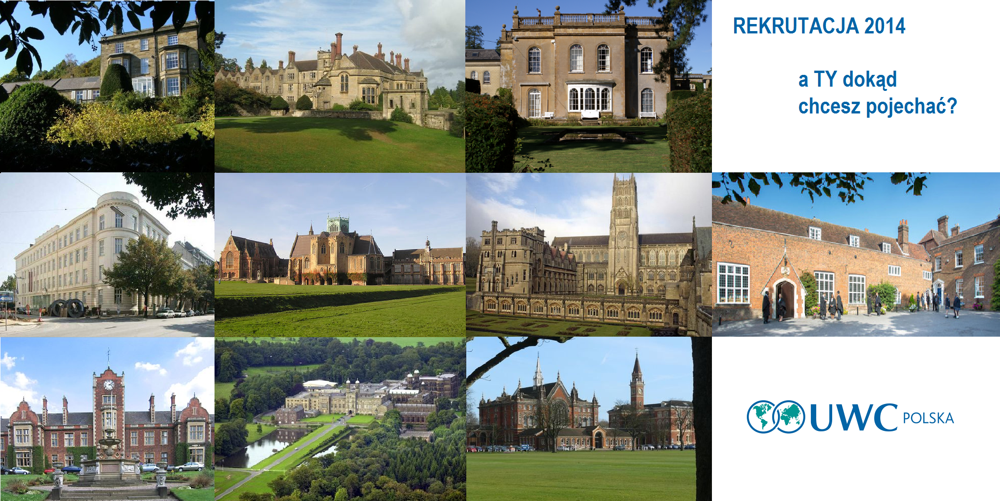 REKRUTACJA 2014
a TY dokąd
chcesz pojechać?
UWC POLSKA